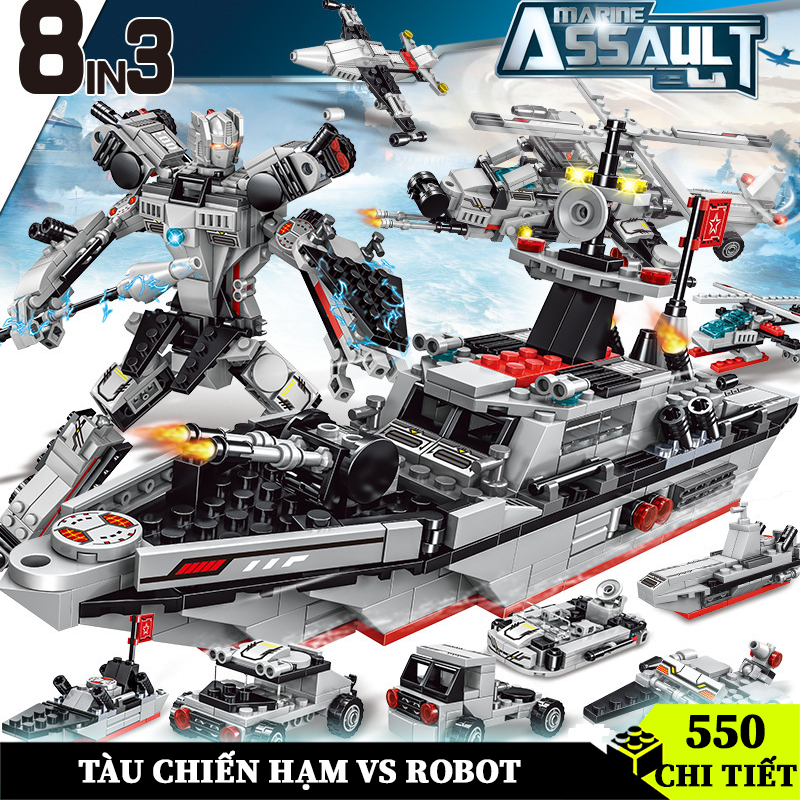 8IN3
MARINE
ASSAULT
TÀU CHIẾN HẠM VS ROBOT
550
CHI TIẾT